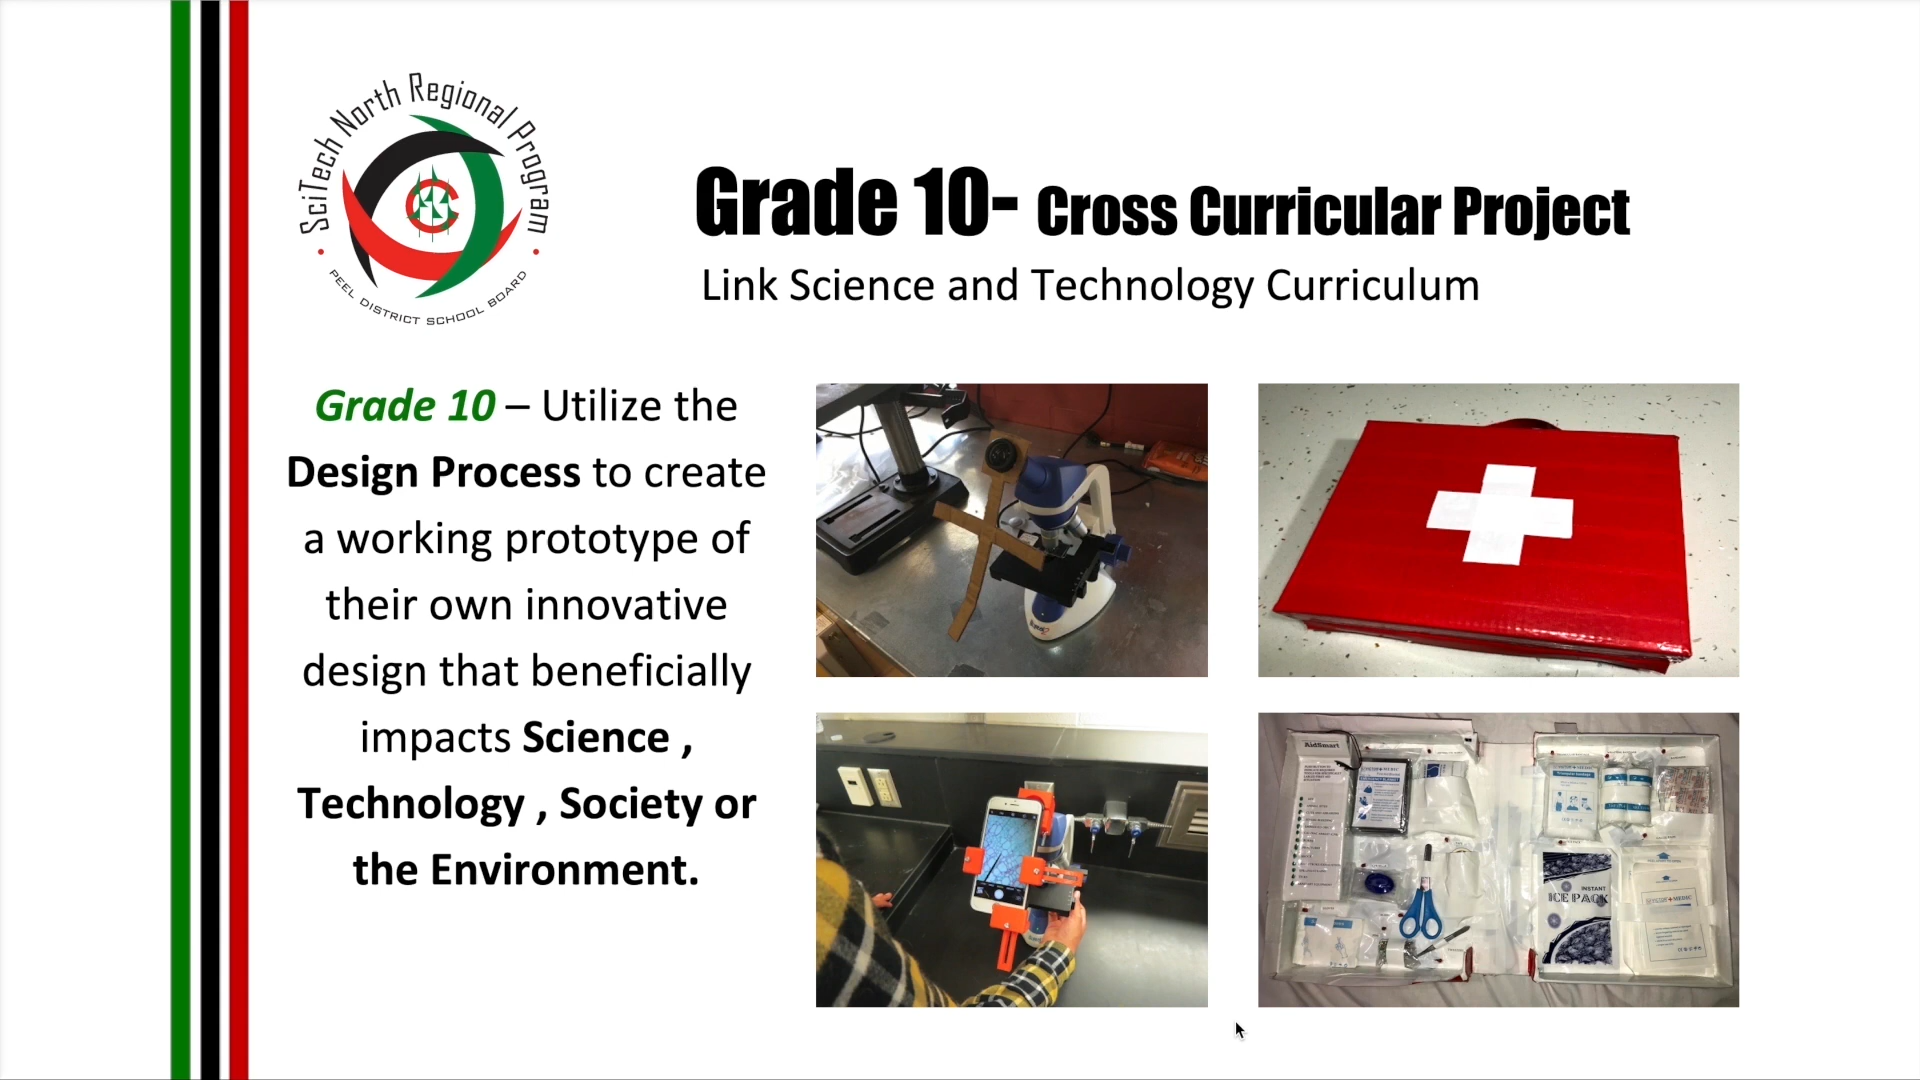 SciTech North Regional Program
PEEL DISTRICT SCHOOL BOARD
Grade 10- Cross Curricular Project
Link Science and Technology Curriculum
Grade 10 – Utilize the
Design Process to create
a working prototype of
their own innovative
design that beneficially
impacts Science ,
Technology , Society or
the Environment.
AidSmart
INSTANT
ICE PACK